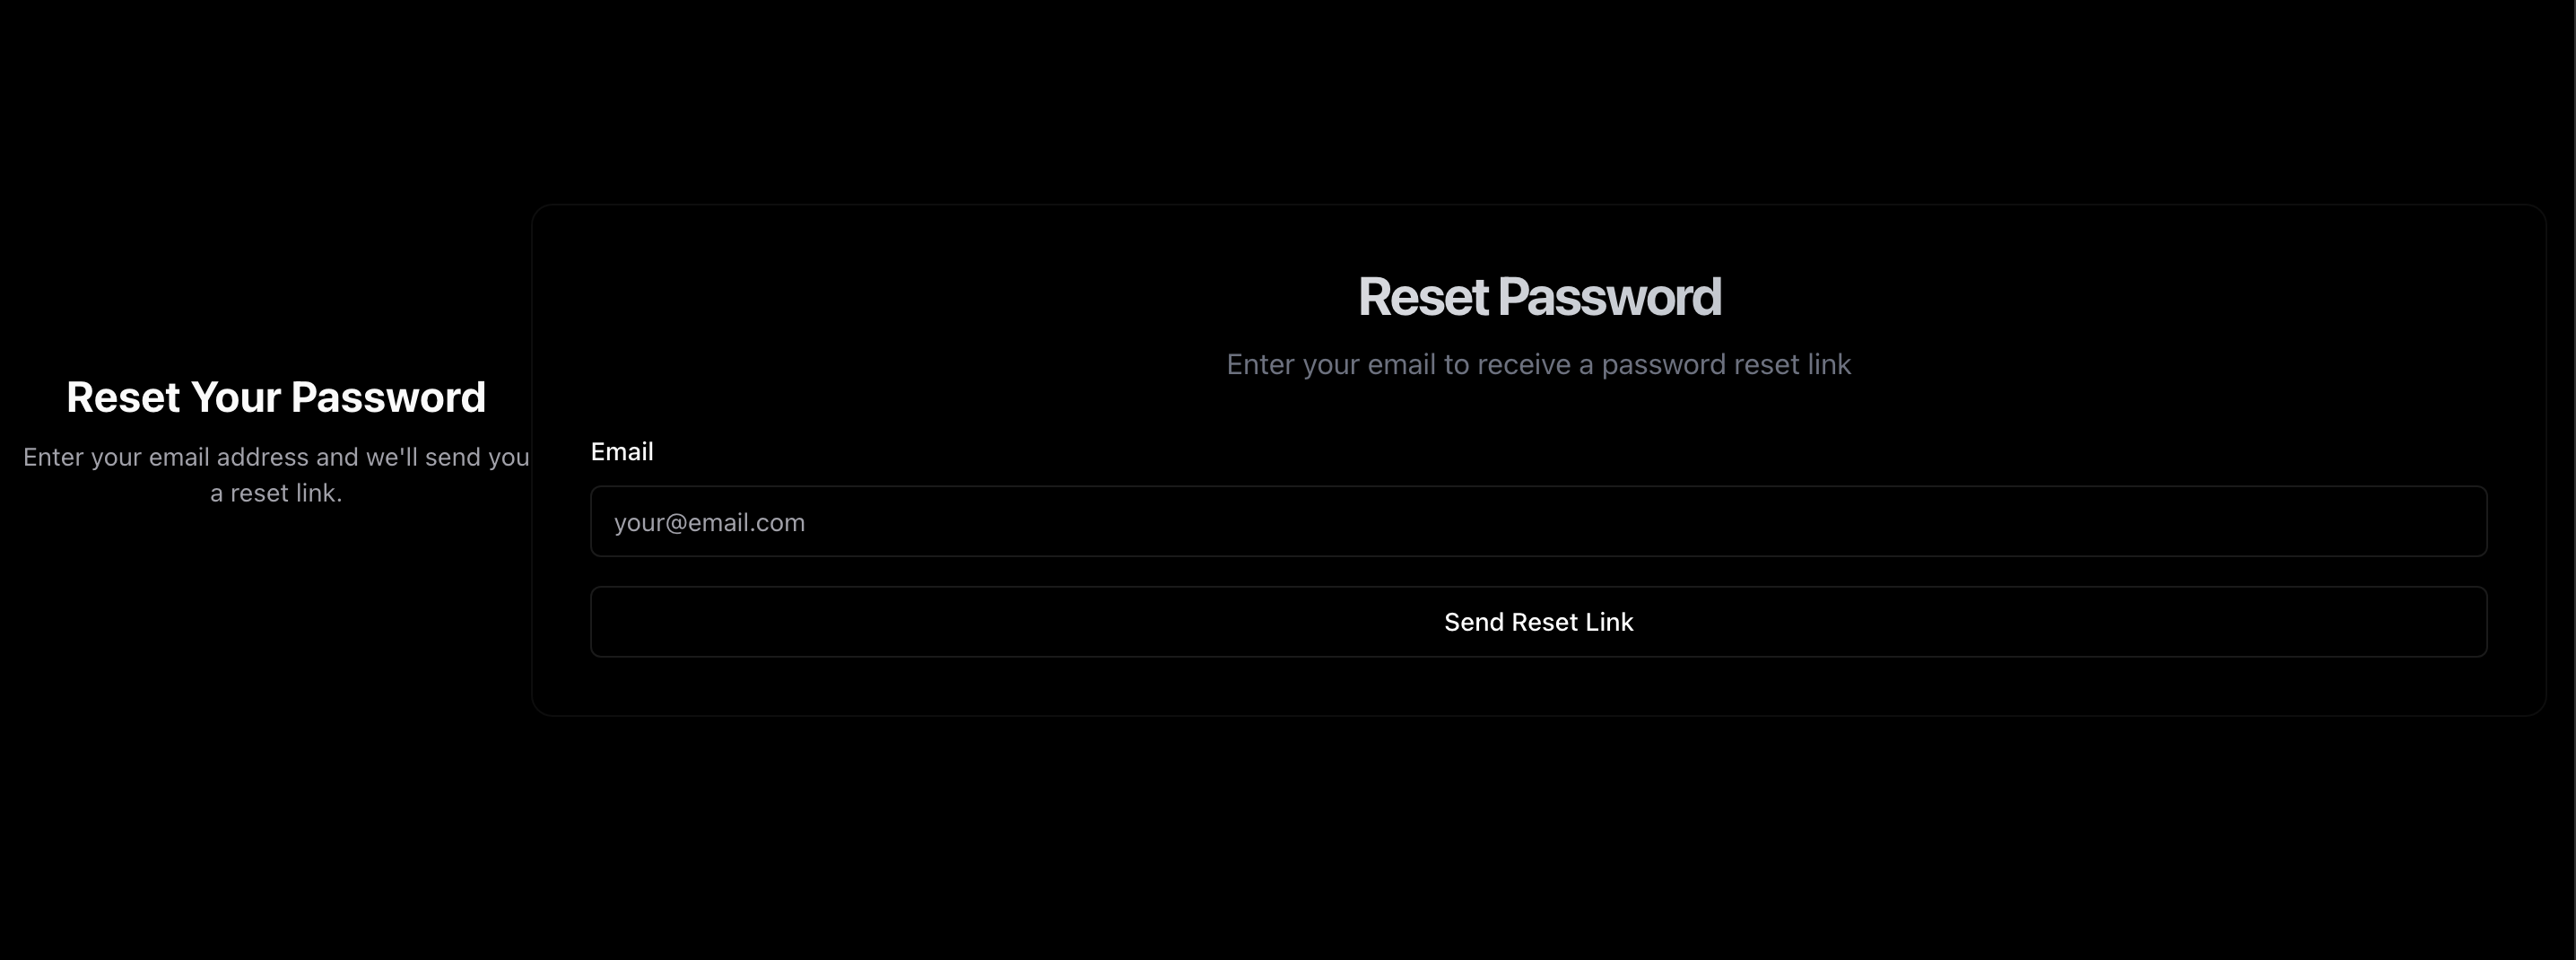 Reset Your Password
Enter your email address and we'll send you
a reset link.
Reset Password
Enter your email to receive a password reset link
Email
your@email.com
Send Reset Link